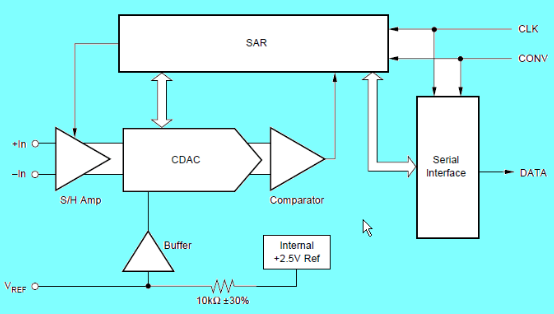 SAR
CLK
CONV
+In
–In
S/H Amp
CDAC
Comparator
Serial
Interface
DATA
Buffer
Internal
+2.5V Ref
VREF
10kΩ ±30%